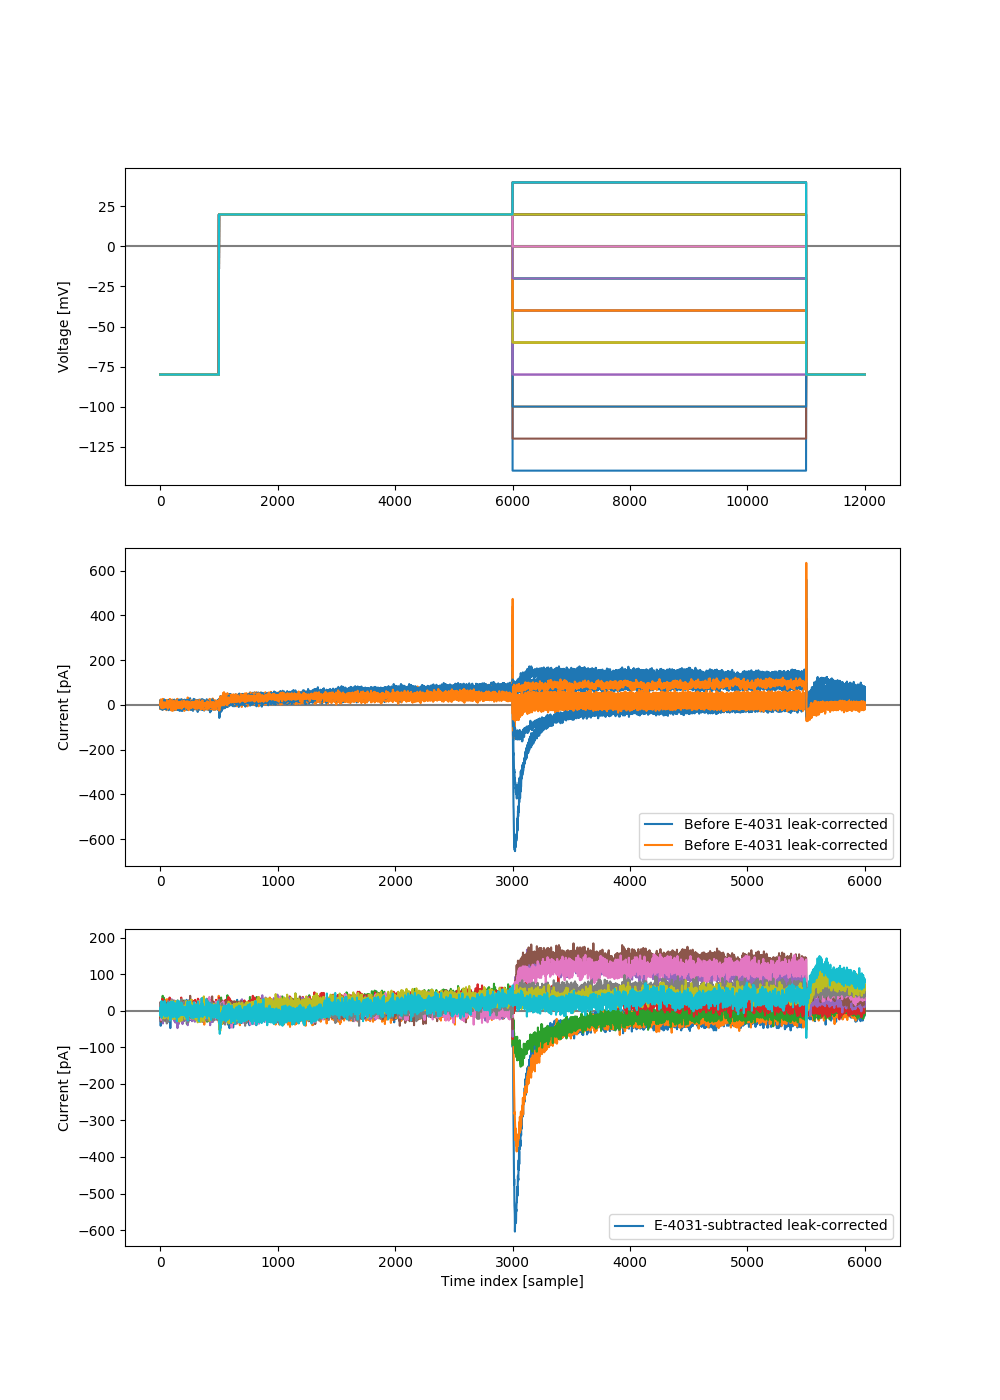 25
0
−25
−50
−75
−100
−125
Voltage [mV]
0 2000 4000 6000 8000 10000 12000
600
400
200
0
−200
−400
−600
Current [pA]
Before E-4031 leak-corrected
Before E-4031 leak-corrected
0 1000 2000 3000 4000 5000 6000
200
100
0
−100
−200
−300
−400
−500
−600
Current [pA]
E-4031-subtracted leak-corrected
0 1000 2000 3000 4000 5000 6000
Time index [sample]